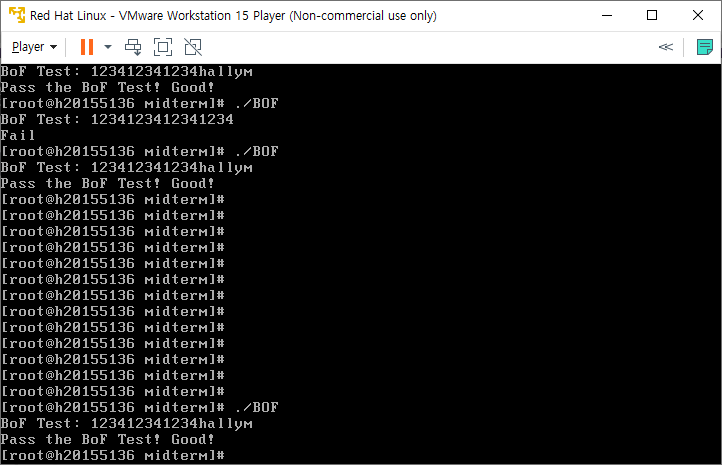 Red Hat Linux - VMware Workstation 15 Player (Non-commercial use only)
Player
BoF Test: 123412341234hallym
Pass the BoF Test! Good!
[root@h20155136 midterm]# ./BOF
BoF Test: 1234123412341234
Fail
[root@h20155136 midterm]# ./BOF
BoF Test: 123412341234hallym
Pass the BoF Test! Good!
[root@h20155136 midterm]#
[root@h20155136 midterm]#
[root@h20155136 midterm]#
[root@h20155136 midterm]#
[root@h20155136 midterm]#
[root@h20155136 midterm]#
[root@h20155136 midterm]#
[root@h20155136 midterm]#
[root@h20155136 midterm]#
[root@h20155136 midterm]#
[root@h20155136 midterm]#
[root@h20155136 midterm]#
[root@h20155136 midterm]#
[root@h20155136 midterm]# ./BOF
BoF Test: 123412341234hallym
Pass the BoF Test! Good!
[root@h20155136 midterm]#